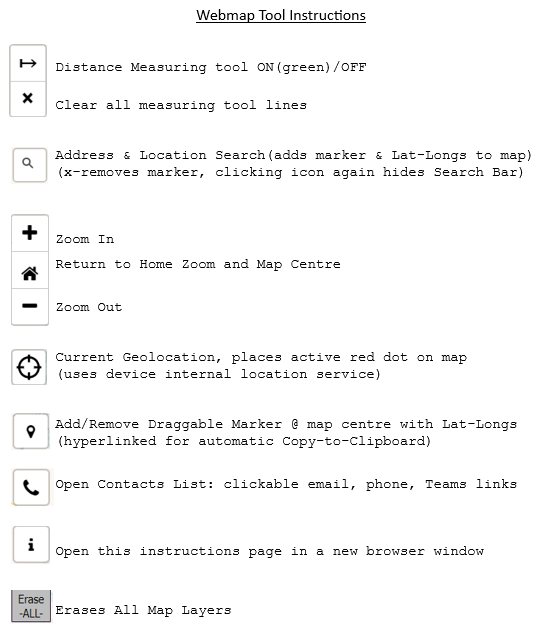 Webmap Tool Instructions
Distance Measuring tool ON(green)/OFF
Clear all measuring tool lines
Address & Location Search(adds marker & Lat-Longs to map)
(x-removes marker, clicking icon again hides Search Bar)
Zoom In
Return to Home Zoom and Map Centre
Zoom Out
Current Geolocation, places active red dot on map
(uses device internal location service)
Add/Remove Draggable Marker @ map centre with Lat-Longs
(hyperlinked for automatic Copy-to-Clipboard)
Open Contacts List: clickable email, phone, Teams links
i
Open this instructions page in a new browser window
Erase
-ALL-
Erases All Map Layers